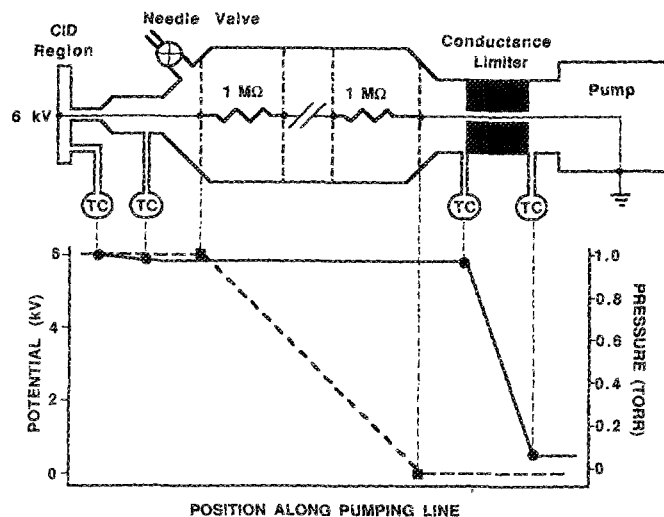 Needle Valve
CID
Region
Conductance
Limiter
1 MΩ
1 MΩ
Pump
6 kV
TC
TC
TC
TC
POTENTIAL (kV)
6
4
2
0
1.0
0.8
0.6
0.4
0.2
0
PRESSURE (TORR)
POSITION ALONG PUMPING LINE